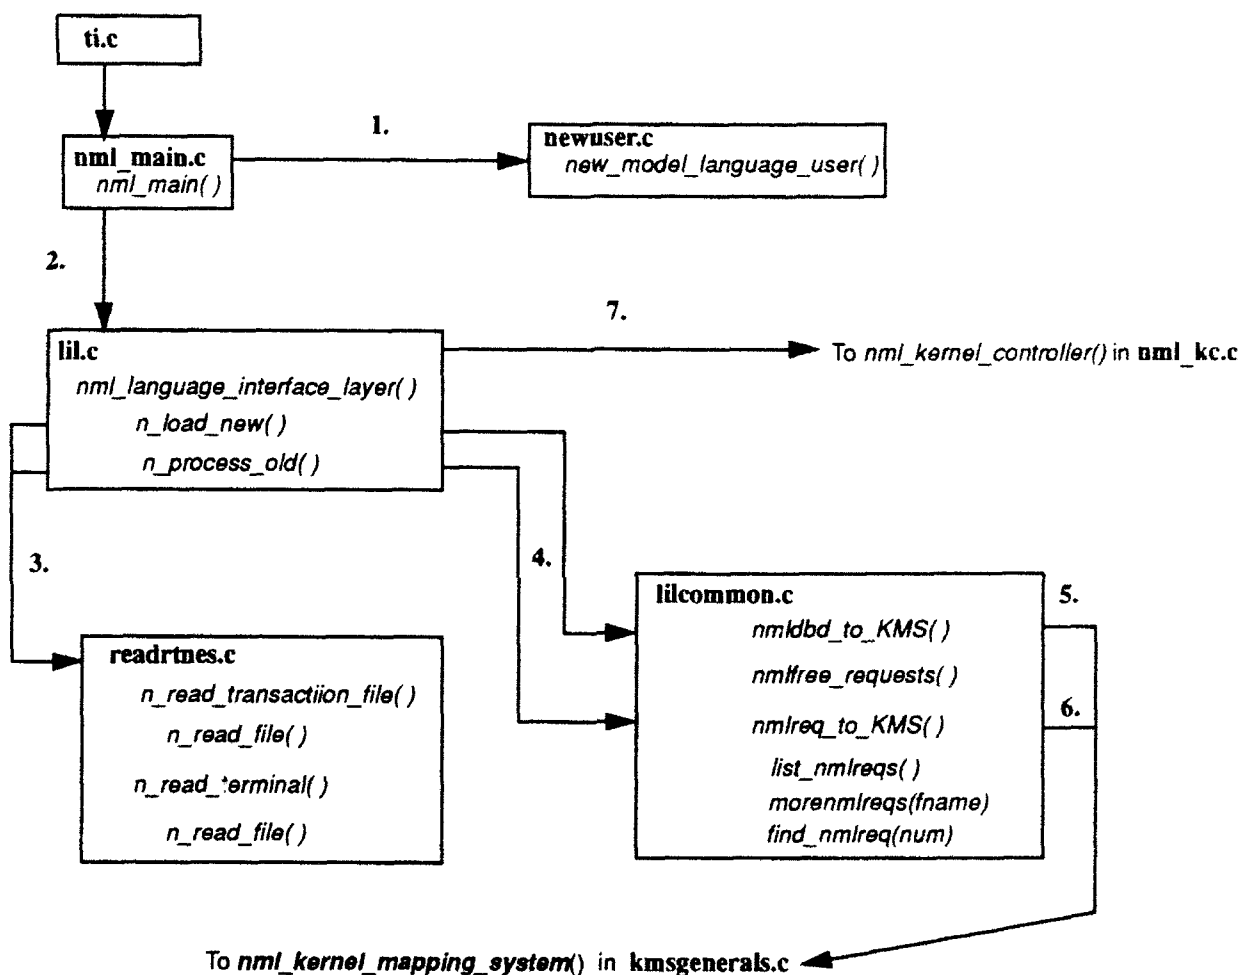 ti.c
1.
nml_main.c
nml_main( )
newuser.c
new_model_language_user( )
2.
7.
lil.c
nml_language_interface_layer( )
n_load_new( )
n_process_old( )
To nml_kernel_controller() in nml_kc.c
3.
4.
readrtnes.c
n_read_transactiion_file( )
n_read_file( )
n_read_terminal( )
n_read_file( )
lilcommon.c
nmldbd_to_KMS( )
nmlfree_requests( )
nmlreq_to_KMS( )
list_nmlreqs( )
morenmlreqs(fname)
find_nmlreq(num)
5.
6.
To nml_kernel_mapping_system() in kmsgenerals.c